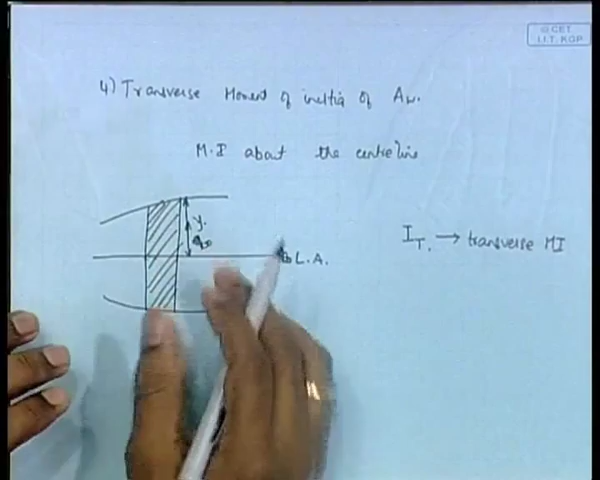 © CET
I.I.T. KGP
4) Transverse Moment of inertia of Aw.
M.I about the centreline
y.
L.A.
I_T. → transverse MI